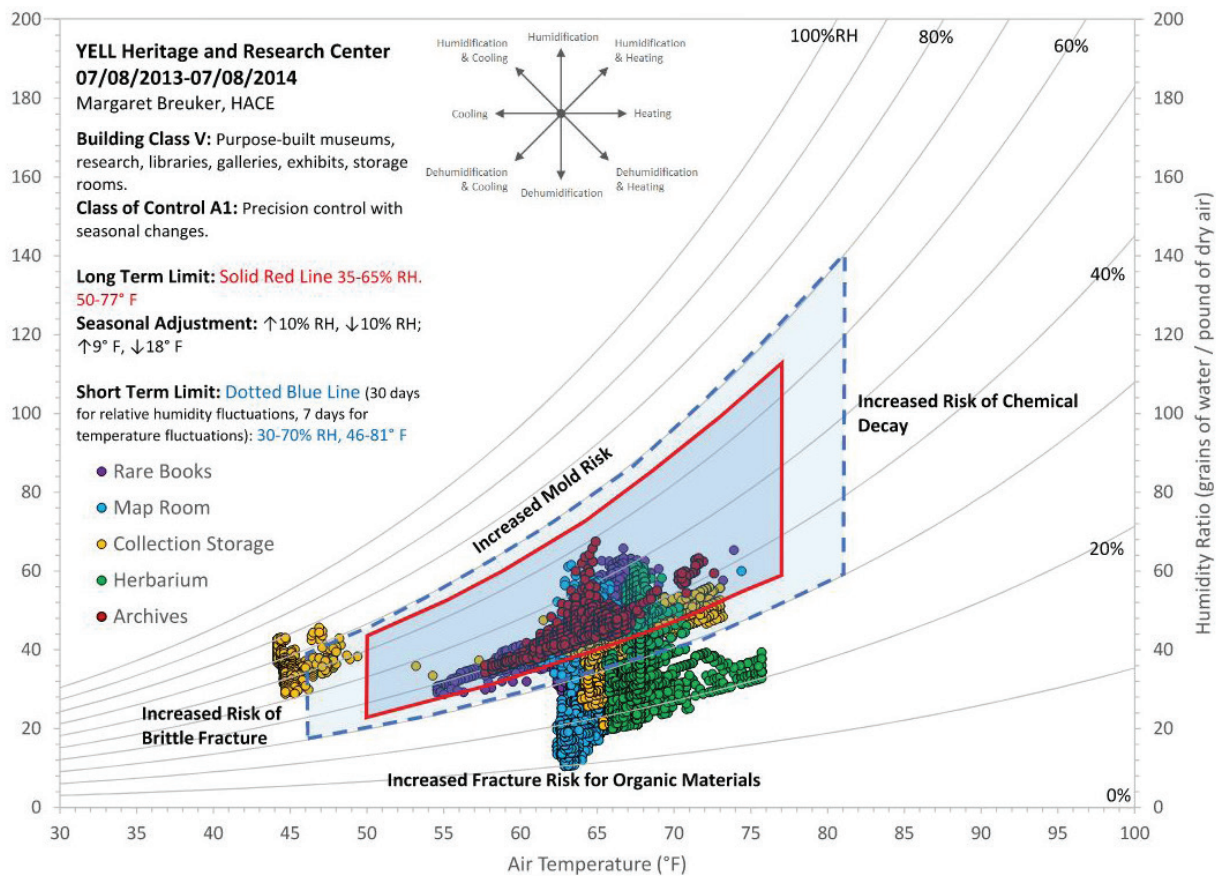 YELL Heritage and Research Center
07/08/2013-07/08/2014
Margaret Breuker, HACE
Building Class V: Purpose-built museums,
research, libraries, galleries, exhibits, storage
rooms.
Class of Control A1: Precision control with
seasonal changes.
Long Term Limit: Solid Red Line 35-65% RH.
50-77° F
Seasonal Adjustment: ↑10% RH, ↓10% RH;
↑9° F, ↓18° F
Short Term Limit: Dotted Blue Line (30 days
for relative humidity fluctuations, 7 days for
temperature fluctuations): 30-70% RH, 46-81° F
Rare Books
Map Room
Collection Storage
Herbarium
Archives
Humidification
& Cooling
Humidification
Humidification
& Heating
Cooling
Heating
Dehumidification
& Cooling
Dehumidification
Dehumidification
& Heating
100%RH
80%
60%
40%
20%
0%
Increased Mold Risk
Increased Risk of Chemical
Decay
Increased Risk of
Brittle Fracture
Increased Fracture Risk for Organic Materials
200
180
160
140
120
100
80
60
40
20
0
200
180
160
140
120
100
80
60
40
20
0
Humidity Ratio (grains of water / pound of dry air)
30
35
40
45
50
55
60
65
70
75
80
85
90
95
100
Air Temperature (°F)